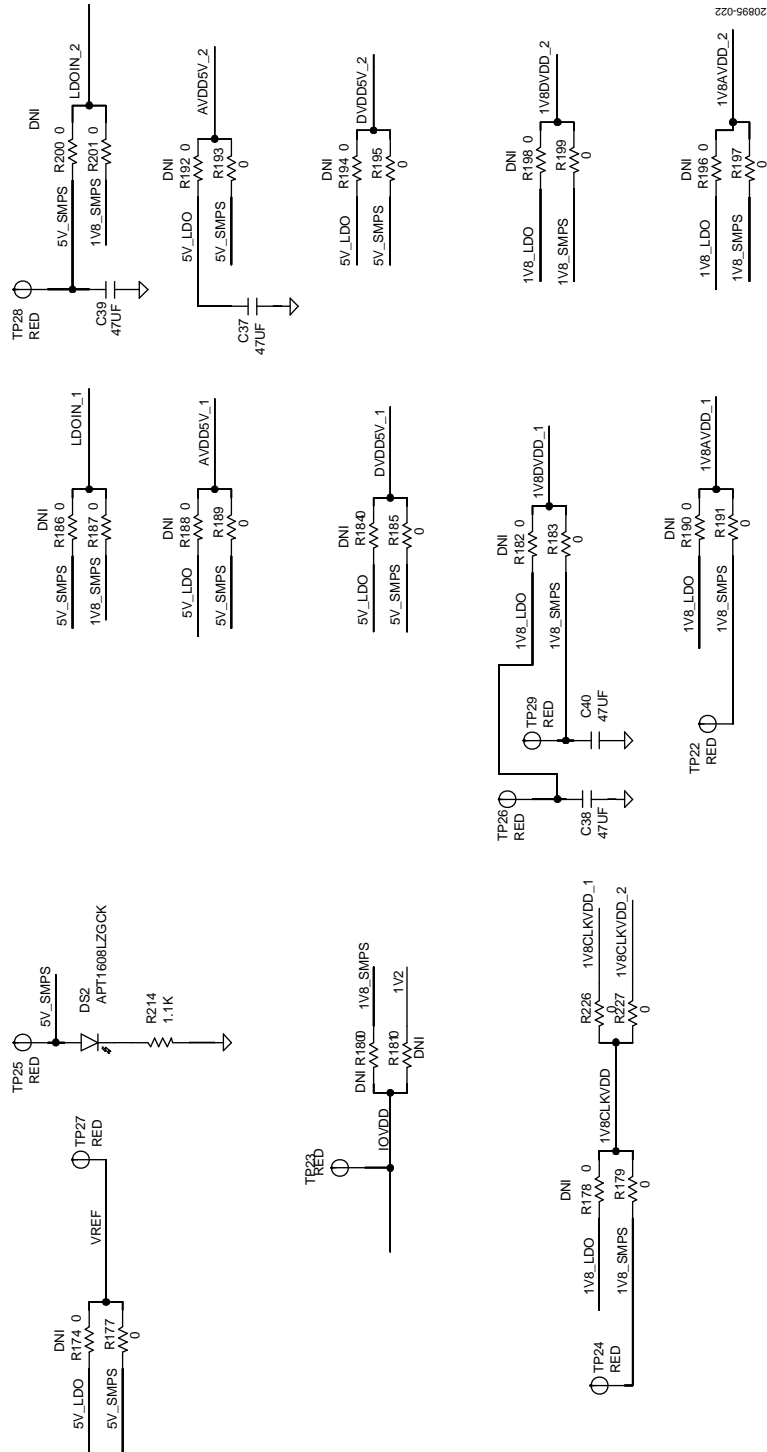 20895-022
LDOIN_2
DNI
R200 0
R201 0
5V_SMPS
1V8_SMPS
TP28
RED
C39
47UF
AVDD5V_2
DNI
R192 0
R193
0
5V_LDO
5V_SMPS
C37
47UF
DVDD5V_2
DNI
R194 0
R195
0
5V_LDO
5V_SMPS
1V8DVDD_2
DNI
R198 0
R199
0
1V8_LDO
1V8_SMPS
1V8AVDD_2
DNI
R196 0
R197
0
1V8_LDO
1V8_SMPS
LDOIN_1
DNI
R186 0
R187 0
5V_SMPS
1V8_SMPS
AVDD5V_1
DNI
R188 0
R189
0
5V_LDO
5V_SMPS
DVDD5V_1
DNI
R184 0
R185
0
5V_LDO
5V_SMPS
1V8DVDD_1
DNI
R182 0
R183
0
1V8_LDO
1V8_SMPS
TP29
RED
C40
47UF
TP26
RED
C38
47UF
1V8AVDD_1
DNI
R190 0
R191
0
1V8_LDO
1V8_SMPS
TP22
RED
5V_SMPS
TP25
RED
DS2
APT1608LZGCK
R214
1.1K
TP27
RED
VREF
DNI
R174 0
R177
0
5V_LDO
5V_SMPS
1V8_SMPS
1V2
DNI
R180 0
R181 0
DNI
IOVDD
TP23
RED
1V8CLKVDD_1
1V8CLKVDD_2
R226
0
R227
0
1V8CLKVDD
DNI
R178 0
R179
0
1V8_LDO
1V8_SMPS
TP24
RED